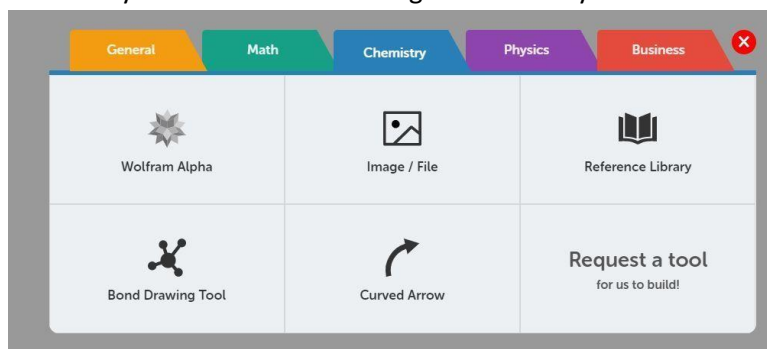 General Math Chemistry Physics Business
Wolfram Alpha Image / File Reference Library
Bond Drawing Tool Curved Arrow Request a tool
for us to build!